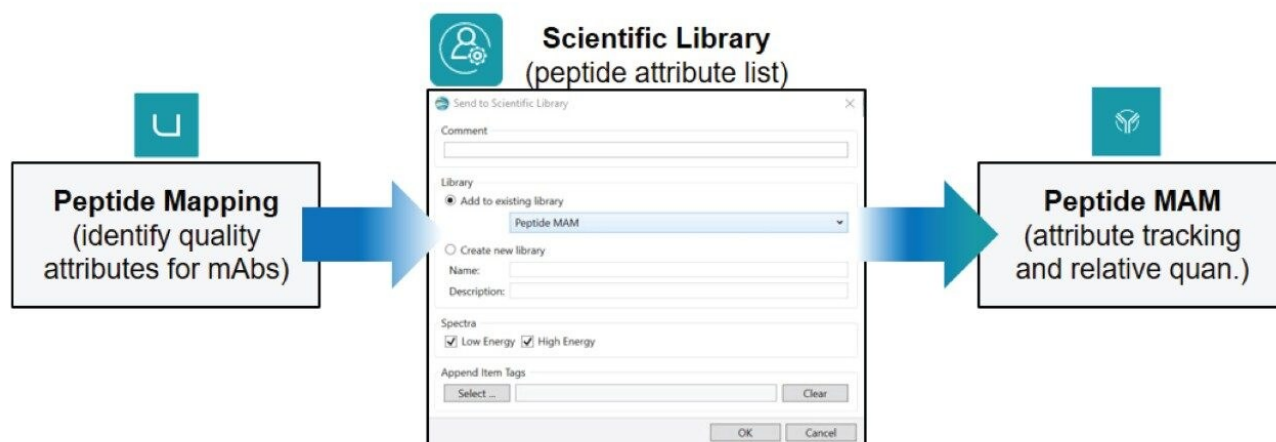 Scientific Library
(peptide attribute list)
Peptide Mapping
(identify quality
attributes for mAbs)
Send to Scientific Library
Comment
Library
Add to existing library
Peptide MAM
Create new library
Name:
Description:
Spectra
Low Energy High Energy
Append Item Tags
Select ... Clear
OK Cancel
Peptide MAM
(attribute tracking
and relative quan.)